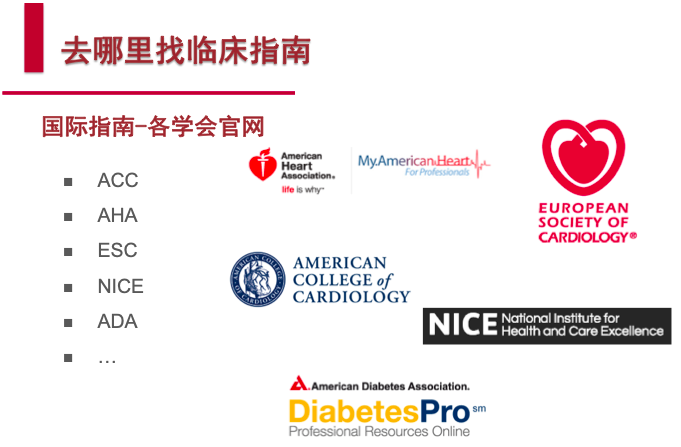 去哪里找临床指南
国际指南-各学会官网
■ ACC
■ AHA
■ ESC
■ NICE
■ ADA
■ …
American
Heart
Association®
life is why™
My.American Heart
For Professionals
EUROPEAN
SOCIETY OF
CARDIOLOGY®
AMERICAN
COLLEGE of
CARDIOLOGY
NICE National Institute for
Health and Care Excellence
American Diabetes Association.
DiabetesPro SM
Professional Resources Online